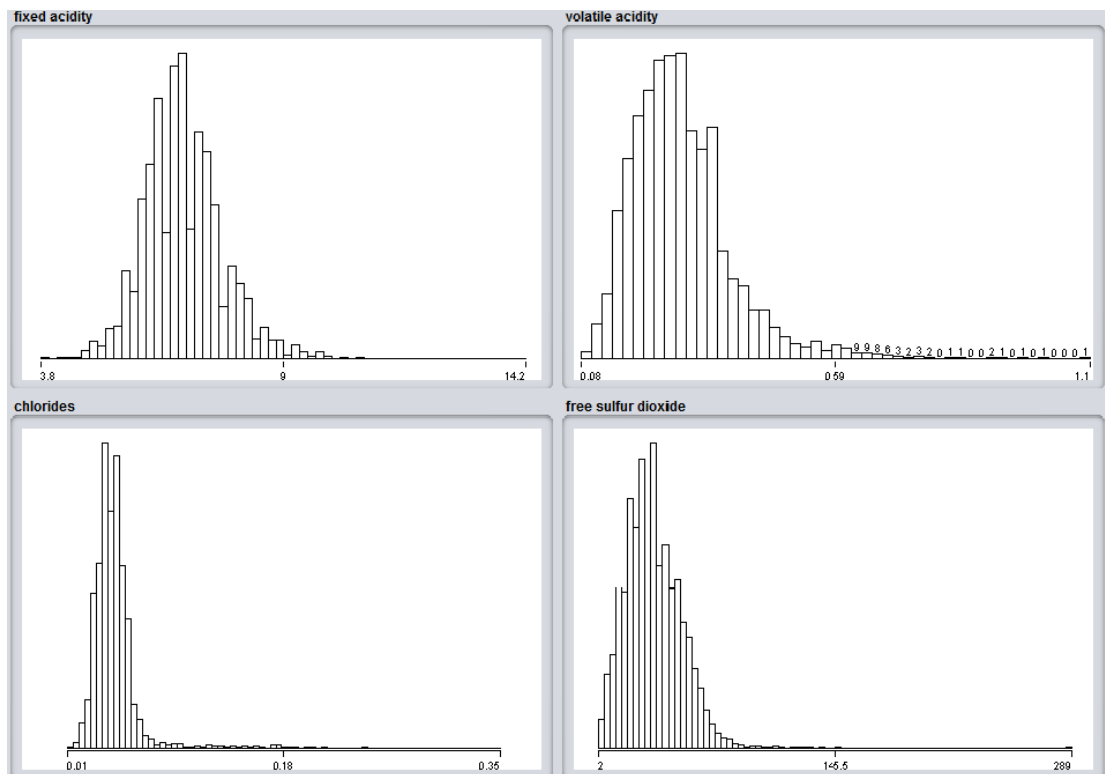 fixed acidity
volatile acidity
3.8 9 14.2
9 9 8 6 3 2 3 2 0 1 1 0 0 2 1 0 1 0 1 0 0 0 1
0.08 0 59 1.1
chlorides
free sulfur dioxide
0.01 0.18 0.35
2 145.5 289